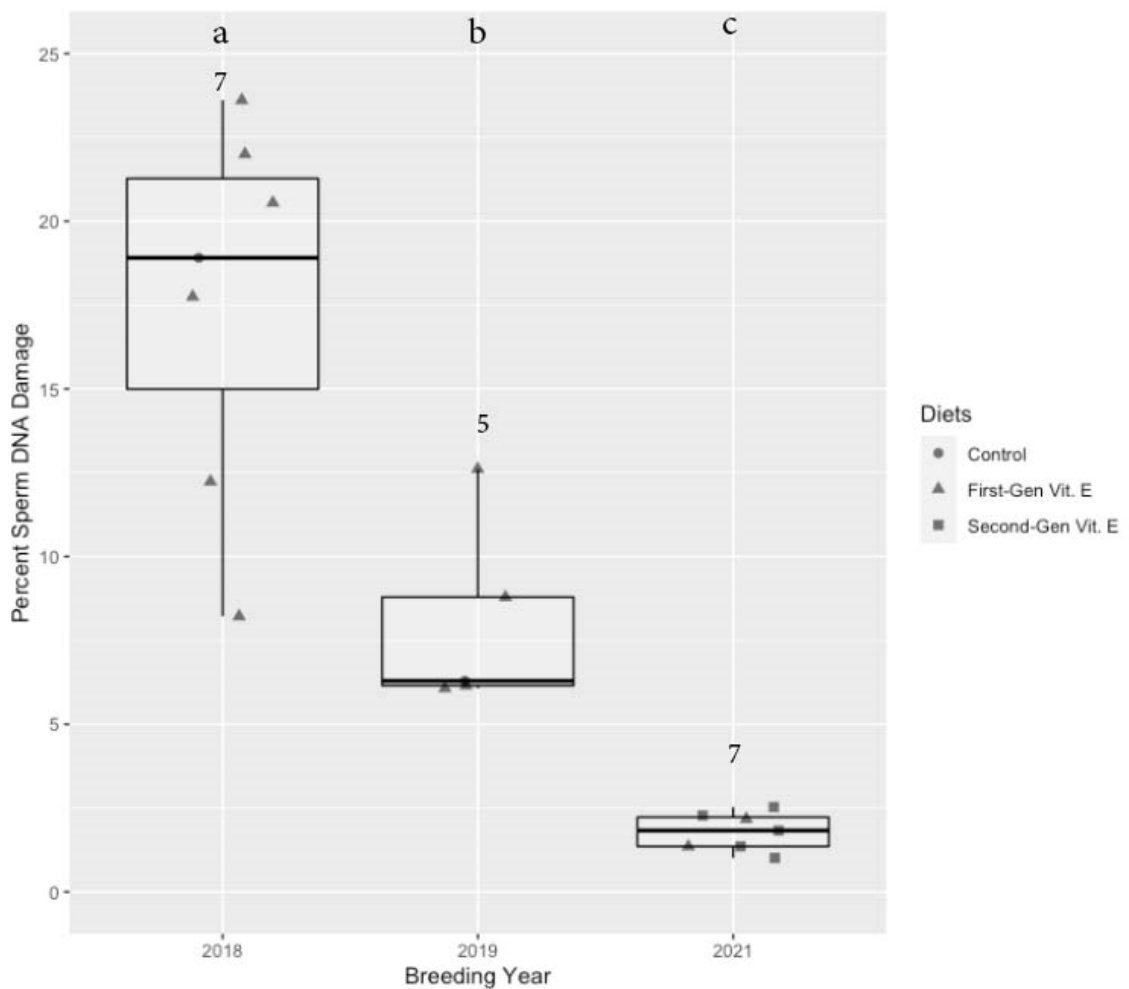 a b c
7
5
7
25
20
15
10
5
0
Percent Sperm DNA Damage
2018 2019 2021
Breeding Year
Diets
Control
First-Gen Vit. E
Second-Gen Vit. E